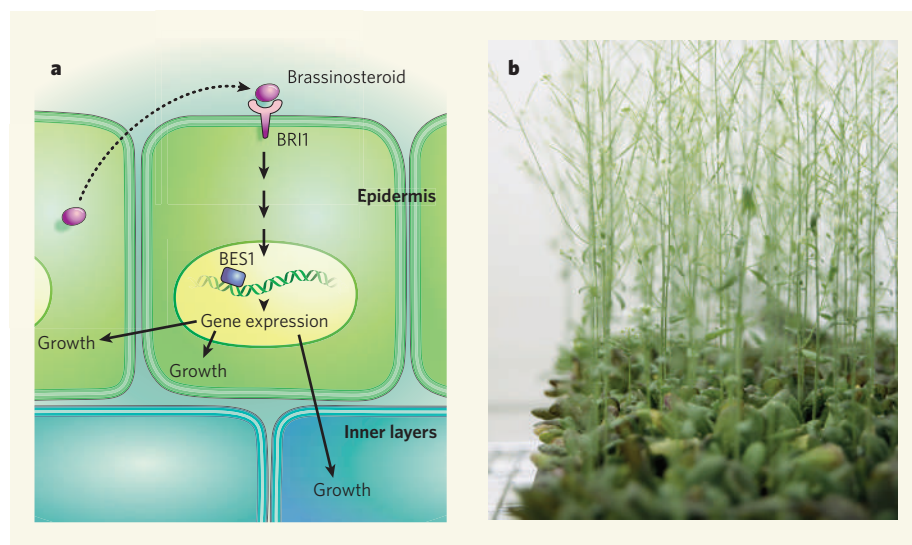 a
Brassinosteroid
BRI1
Epidermis
BES1
Gene expression
Growth
Growth
Inner layers
Growth
b